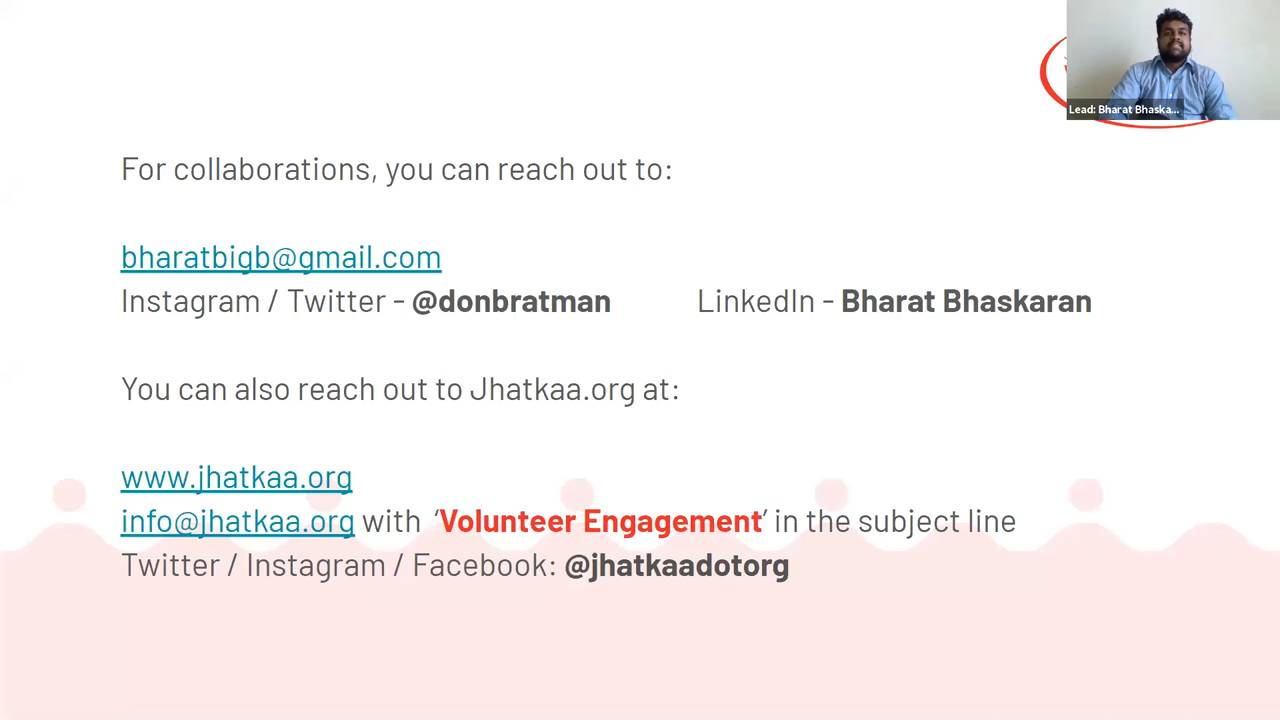 Lead: Bharat Bhaska...
For collaborations, you can reach out to:
bharatbigb@gmail.com
Instagram / Twitter - @donbratman LinkedIn - Bharat Bhaskaran
You can also reach out to Jhatkaa.org at:
www.jhatkaa.org
info@jhatkaa.org with ‘Volunteer Engagement’ in the subject line
Twitter / Instagram / Facebook: @jhatkaadotorg